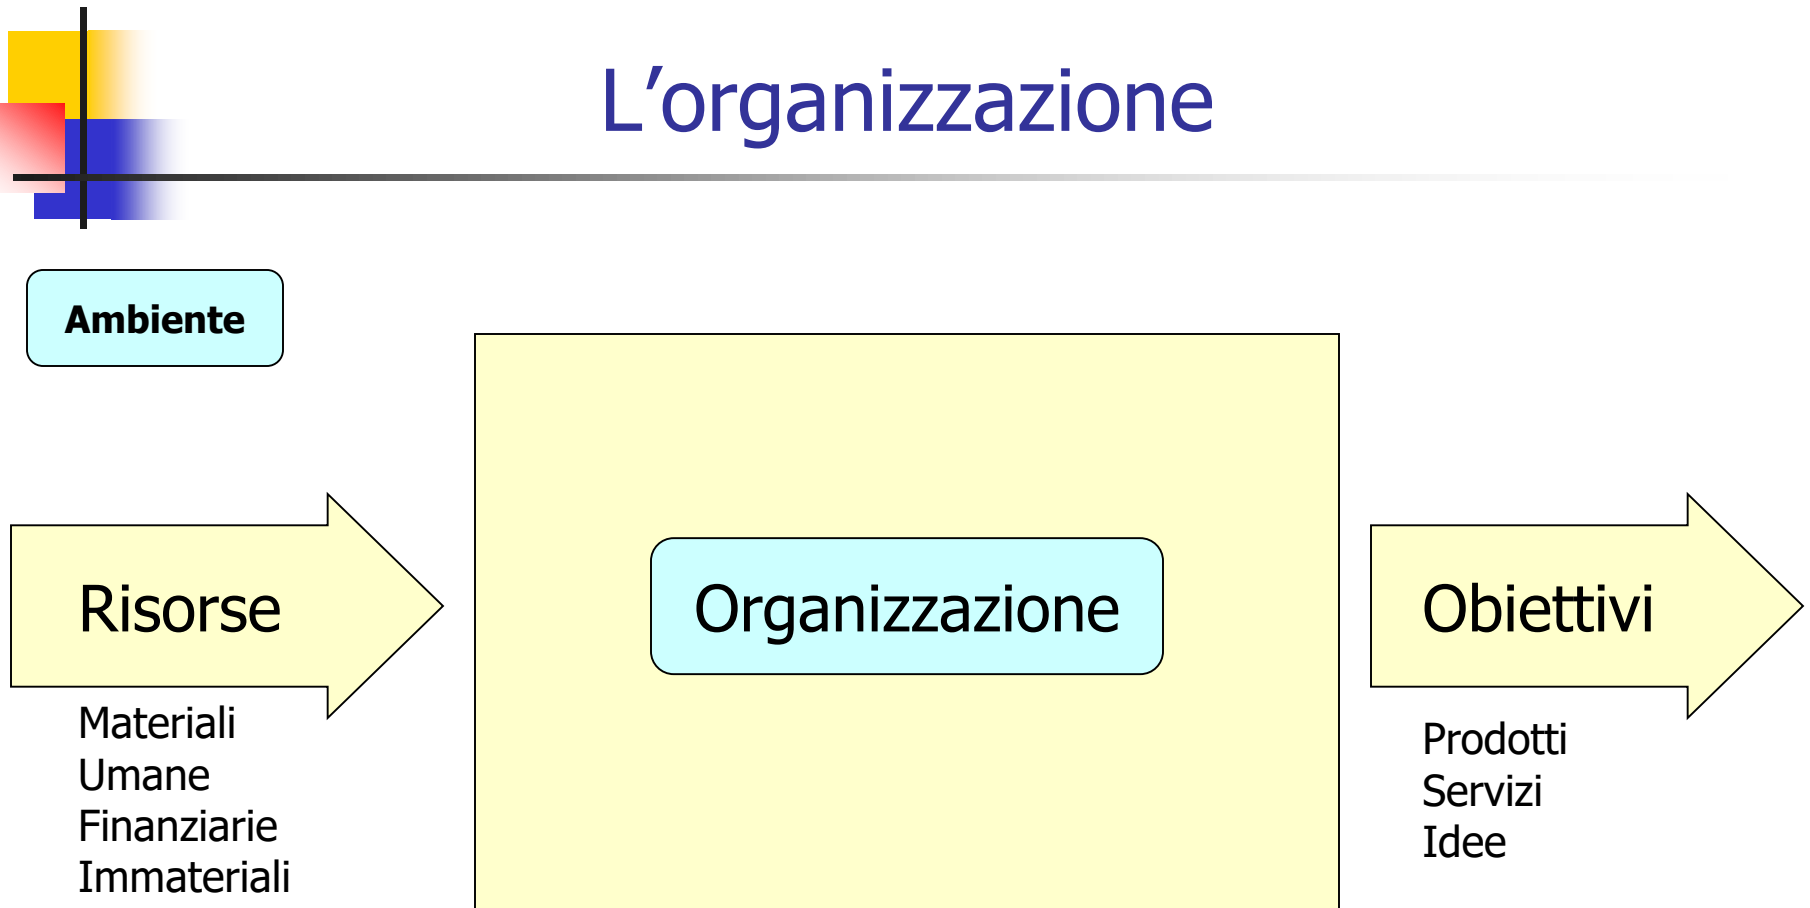 L’organizzazione
Ambiente
Risorse
Materiali
Umane
Finanziarie
Immateriali
Organizzazione
Obiettivi
Prodotti
Servizi
Idee